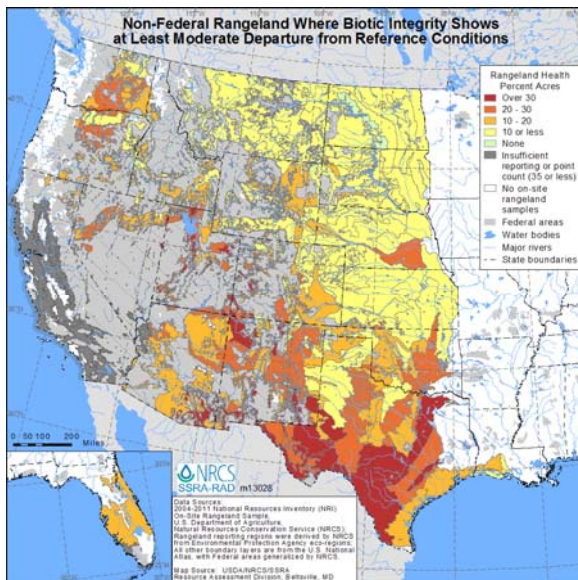 Non-Federal Rangeland Where Biotic Integrity Shows
at Least Moderate Departure from Reference Conditions
Rangeland Health
Percent Acres
Over 30
20 - 30
10 - 20
10 or less
None
Insufficient
reporting or point
count (35 or less)
No on-site
rangeland
samples
Federal areas
Water bodies
Major rivers
State boundaries
0 50 100 200
Miles
NRCS
SSRA-RAD
m13028
Data Sources:
2004-2011 National Resources Inventory (NRI)
On-Site Rangeland Sample,
U.S. Department of Agriculture,
Natural Resources Conservation Service (NRCS).
Rangeland reporting regions were derived by NRCS
from Environmental Protection Agency eco-regions.
All other boundary layers are from the U.S. National
Atlas, with Federal areas generalized by NRCS.
Map Source: USDA/NRCS/SSRA
Resource Assessment Division, Beltsville, MD